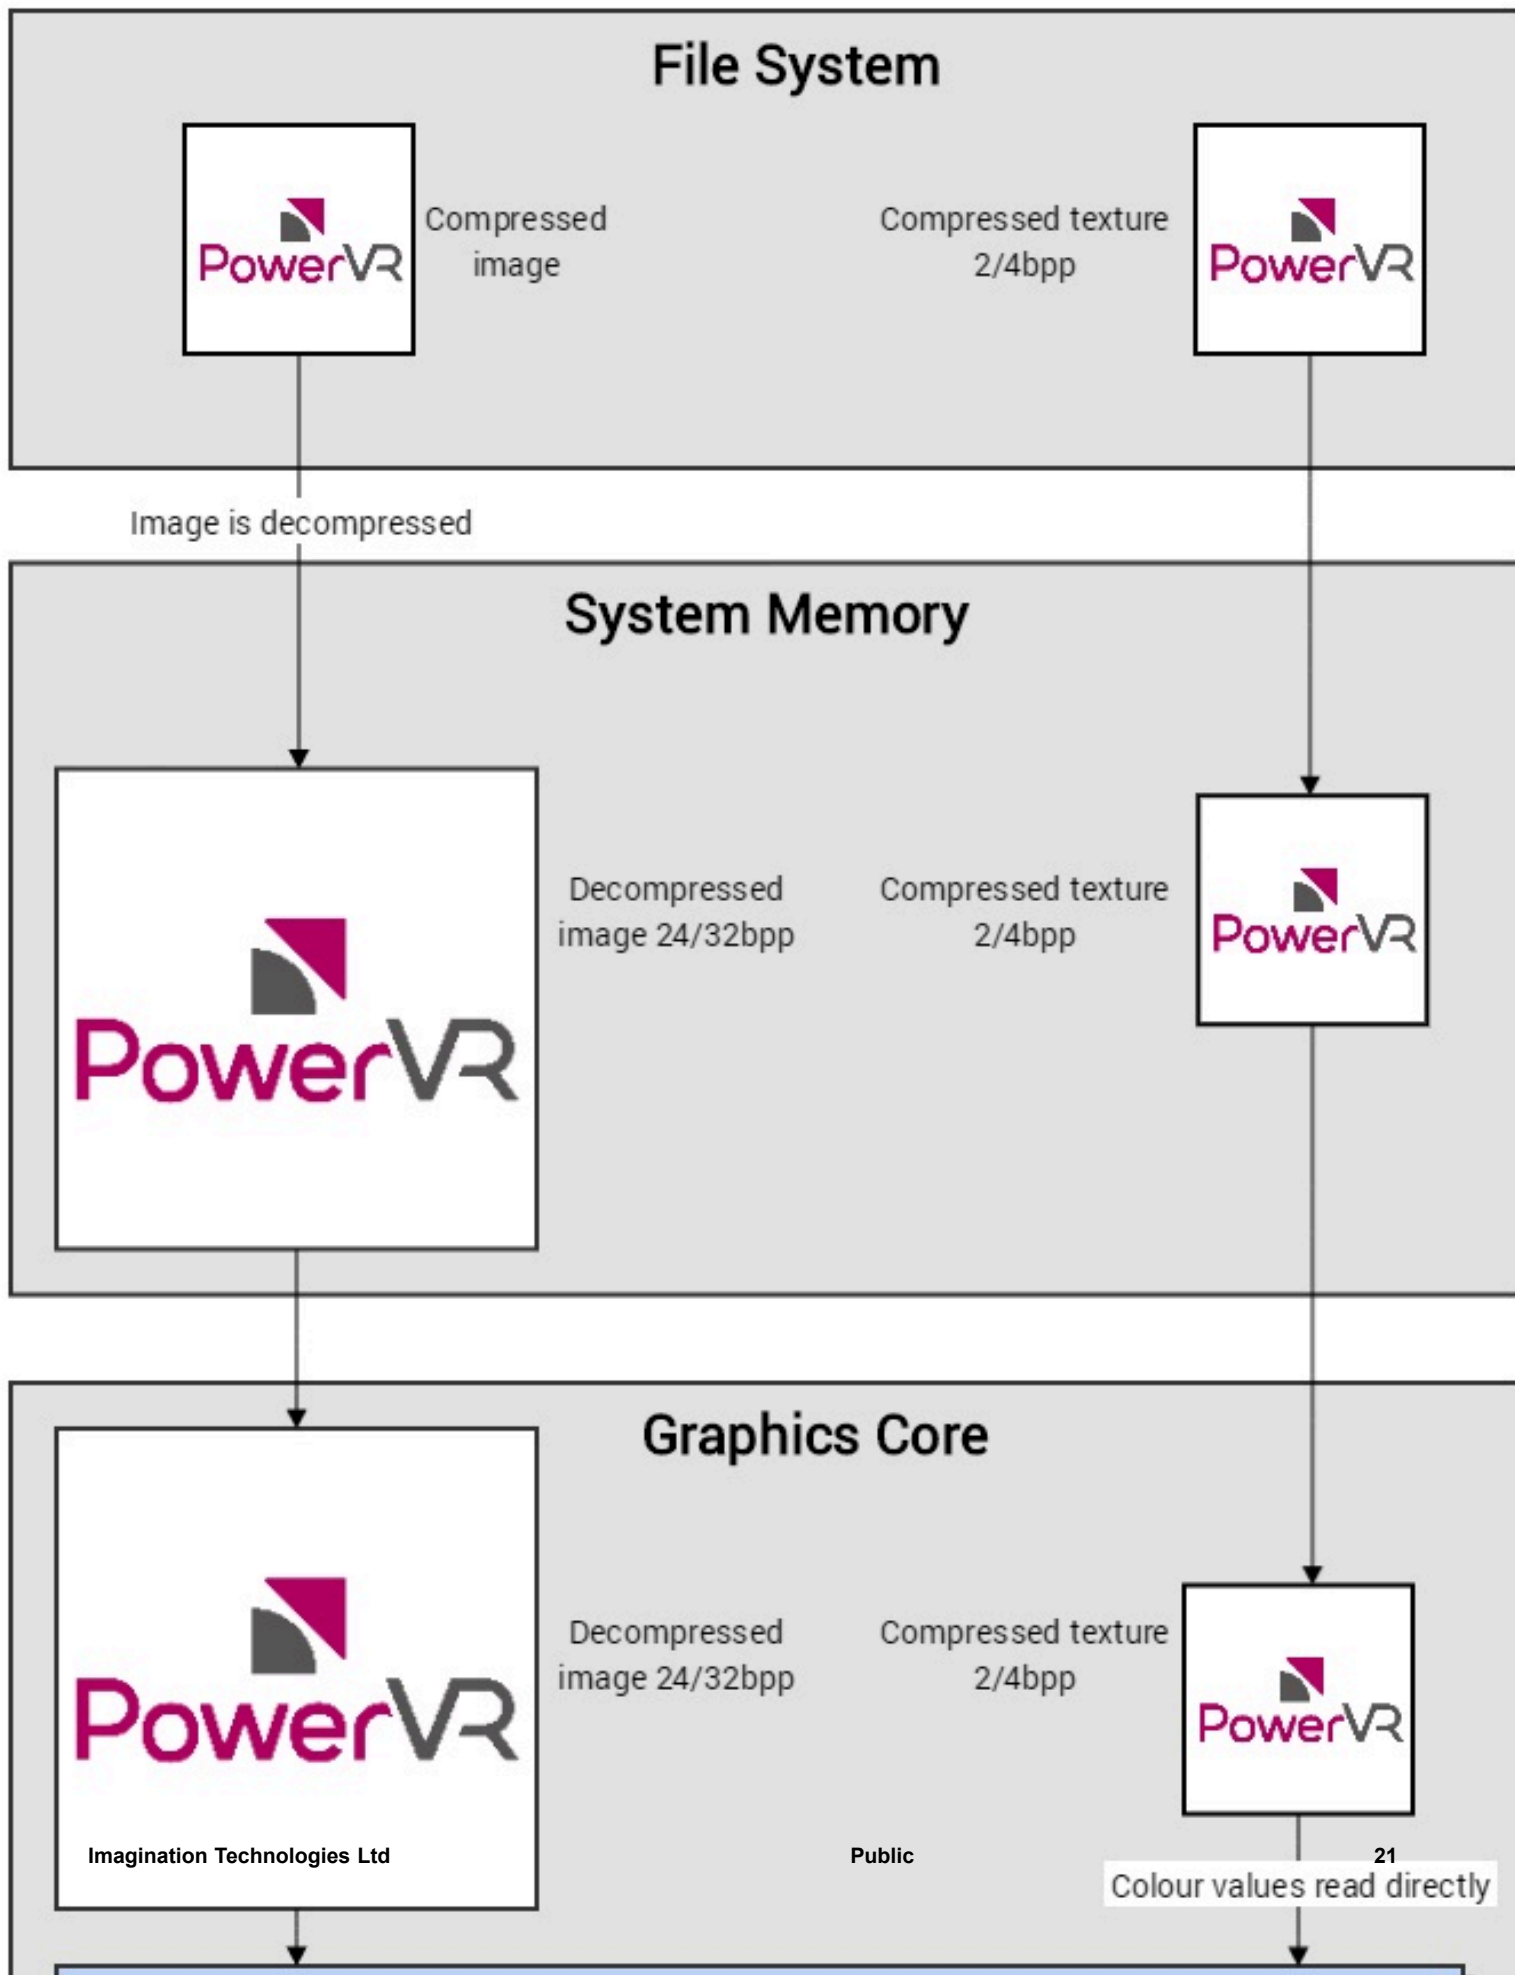 File System
PowerVR
Compressed
image
Compressed texture
2/4bpp
PowerVR
Image is decompressed
System Memory
PowerVR
Decompressed
image 24/32bpp
Compressed texture
2/4bpp
PowerVR
Graphics Core
PowerVR
Decompressed
image 24/32bpp
Compressed texture
2/4bpp
PowerVR
Imagination Technologies Ltd
Public
21
Colour values read directly